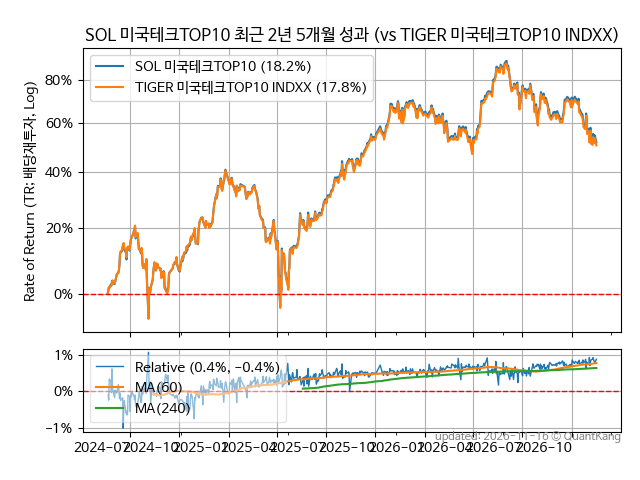 SOL 미국테크TOP10 최근 2년 5개월 성과 (vs TIGER 미국테크TOP10 INDXX)
SOL 미국테크TOP10 (18.2%)
TIGER 미국테크TOP10 INDXX (17.8%)
80%
60%
40%
20%
0%
Rate of Return (TR: 배당재투자, Log)
1%
0%
-1%
Relative (0.4%, -0.4%)
MA(60)
MA(240)
2024-07 2024-10 2025-01 2025-04 2025-07 2025-10 2026-01 2026-04 2026-07 2026-10
updated: 2026-11-16 © QuantKang